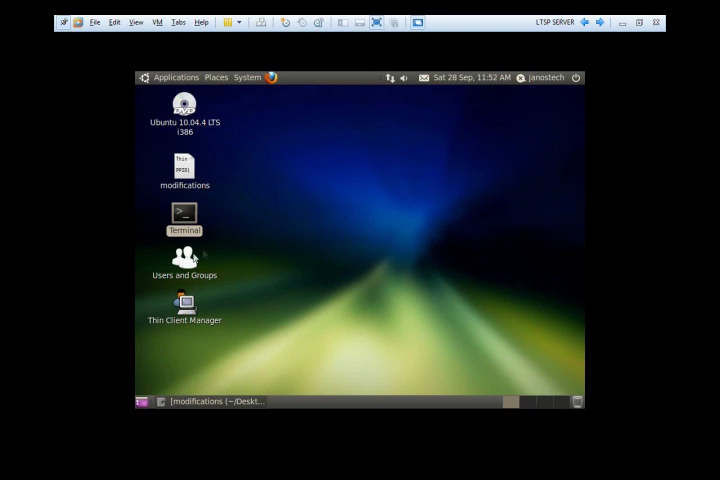 File Edit View VM Tabs Help LTSP SERVER
Applications Places System Sat 28 Sep, 11:52 AM janostech
DVD
Ubuntu 10.04.4 LTS
i386
Thin
modifications
>_
Terminal
Users and Groups
Thin Client Manager
[modifications (~/Deskt...